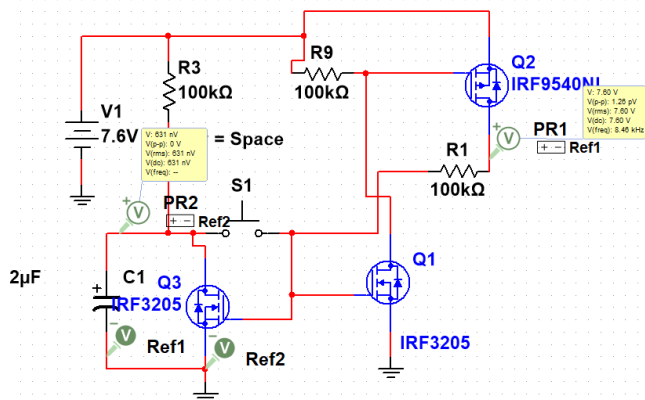 R9
100kΩ
Q2
IRF9540N
R3
100kΩ
V1
7.6V
V: 631 nV
V(p-p): 0 V
V(rms): 631 nV
V(dc): 631 nV
V(freq): --
= Space
V: 7.60 V
V(p-p): 1.26 pV
V(rms): 7.60 V
V(dc): 7.60 V
V(freq): 8.46 kHz
PR1
+ - Ref1
R1
100kΩ
S1
+
V
PR2
+ - Ref2
+
V
2µF
C1
+
Q3
IRF3205
Q1
IRF3205
V
Ref1
V
Ref2